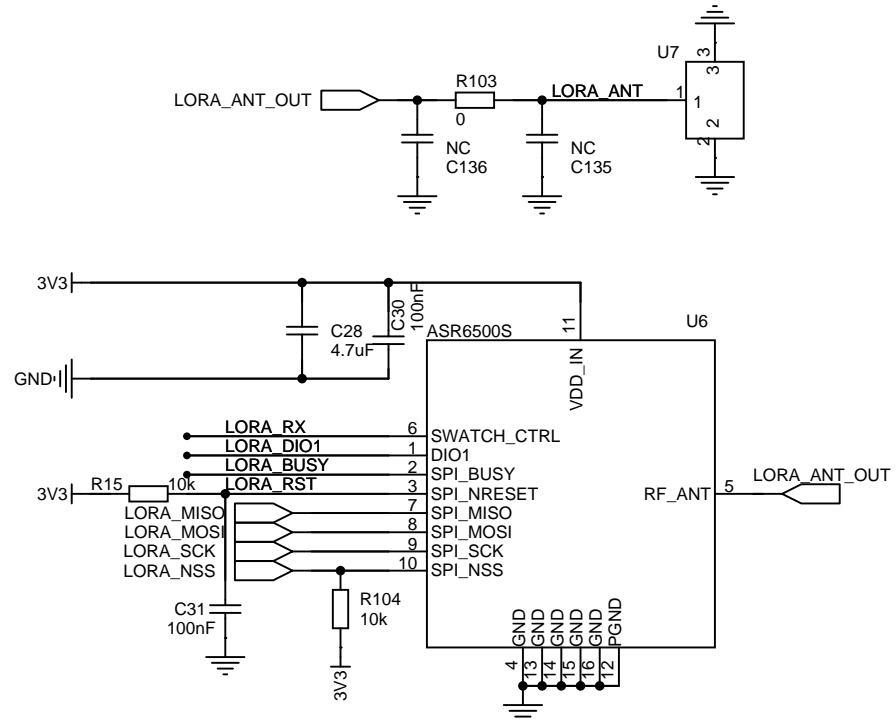 U7
3
3
R103
LORA_ANT_OUT
LORA_ANT
1
1
0
2
2
NC
C136
NC
C135
3V3
C30
100nF
C28
4.7uF
ASR6500S
U6
11
VDD_IN
GND
LORA_RX
6
SWATCH_CTRL
LORA_DIO1
1
DIO1
LORA_BUSY
2
SPI_BUSY
R15
10k
LORA_RST
3V3
3
SPI_NRESET
RF_ANT
5
LORA_ANT_OUT
LORA_MISO
7
SPI_MISO
LORA_MOSI
8
SPI_MOSI
LORA_SCK
9
SPI_SCK
LORA_NSS
10
SPI_NSS
C31
100nF
R104
10k
3V3
GND
GND
GND
GND
GND
PGND
4
13
14
15
16
12